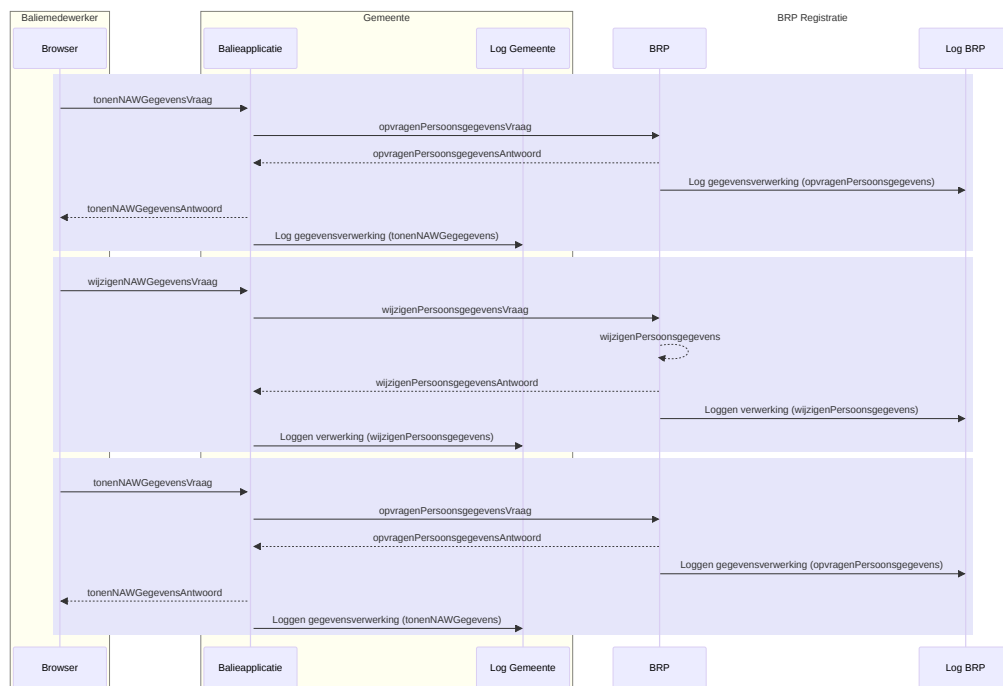 Baliemedewerker
Gemeente
BRP Registratie
Browser
Balieapplicatie
Log Gemeente
BRP
Log BRP
tonenNAWGegevensVraag
opvragenPersoonsgegevensVraag
opvragenPersoonsgegevensAntwoord
Log gegevensverwerking (opvragenPersoonsgegevens)
tonenNAWGegevensAntwoord
Log gegevensverwerking (tonenNAWGegegevens)
wijzigenNAWGegevensVraag
wijzigenPersoonsgegevensVraag
wijzigenPersoonsgegevens
wijzigenPersoonsgegevensAntwoord
Loggen verwerking (wijzigenPersoonsgegevens)
Loggen verwerking (wijzigenPersoonsgegevens)
tonenNAWGegevensVraag
opvragenPersoonsgegevensVraag
opvragenPersoonsgegevensAntwoord
Loggen gegevensverwerking (opvragenPersoonsgegevens)
tonenNAWGegevensAntwoord
Loggen gegevensverwerking (tonenNAWGegevens)
Browser
Balieapplicatie
Log Gemeente
BRP
Log BRP